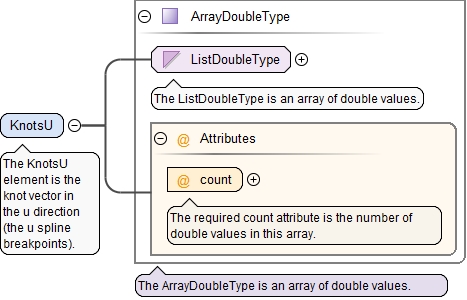 ArrayDoubleType
ListDoubleType
The ListDoubleType is an array of double values.
KnotsU
The KnotsU
element is the
knot vector in
the u direction
(the u spline
breakpoints).
@ Attributes
@ count
The required count attribute is the number of
double values in this array.
The ArrayDoubleType is an array of double values.